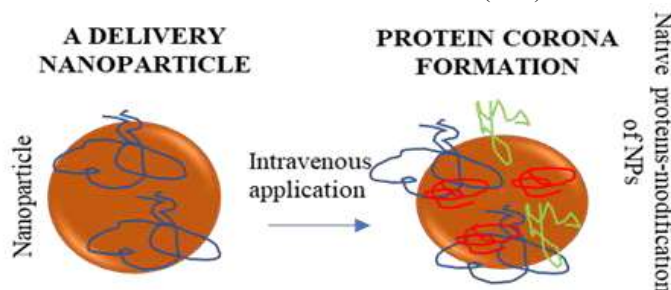 A DELIVERY
NANOPARTICLE
PROTEIN CORONA
FORMATION
Nanoparticle
Intravenous
application
Native proteins-modification
of NPs